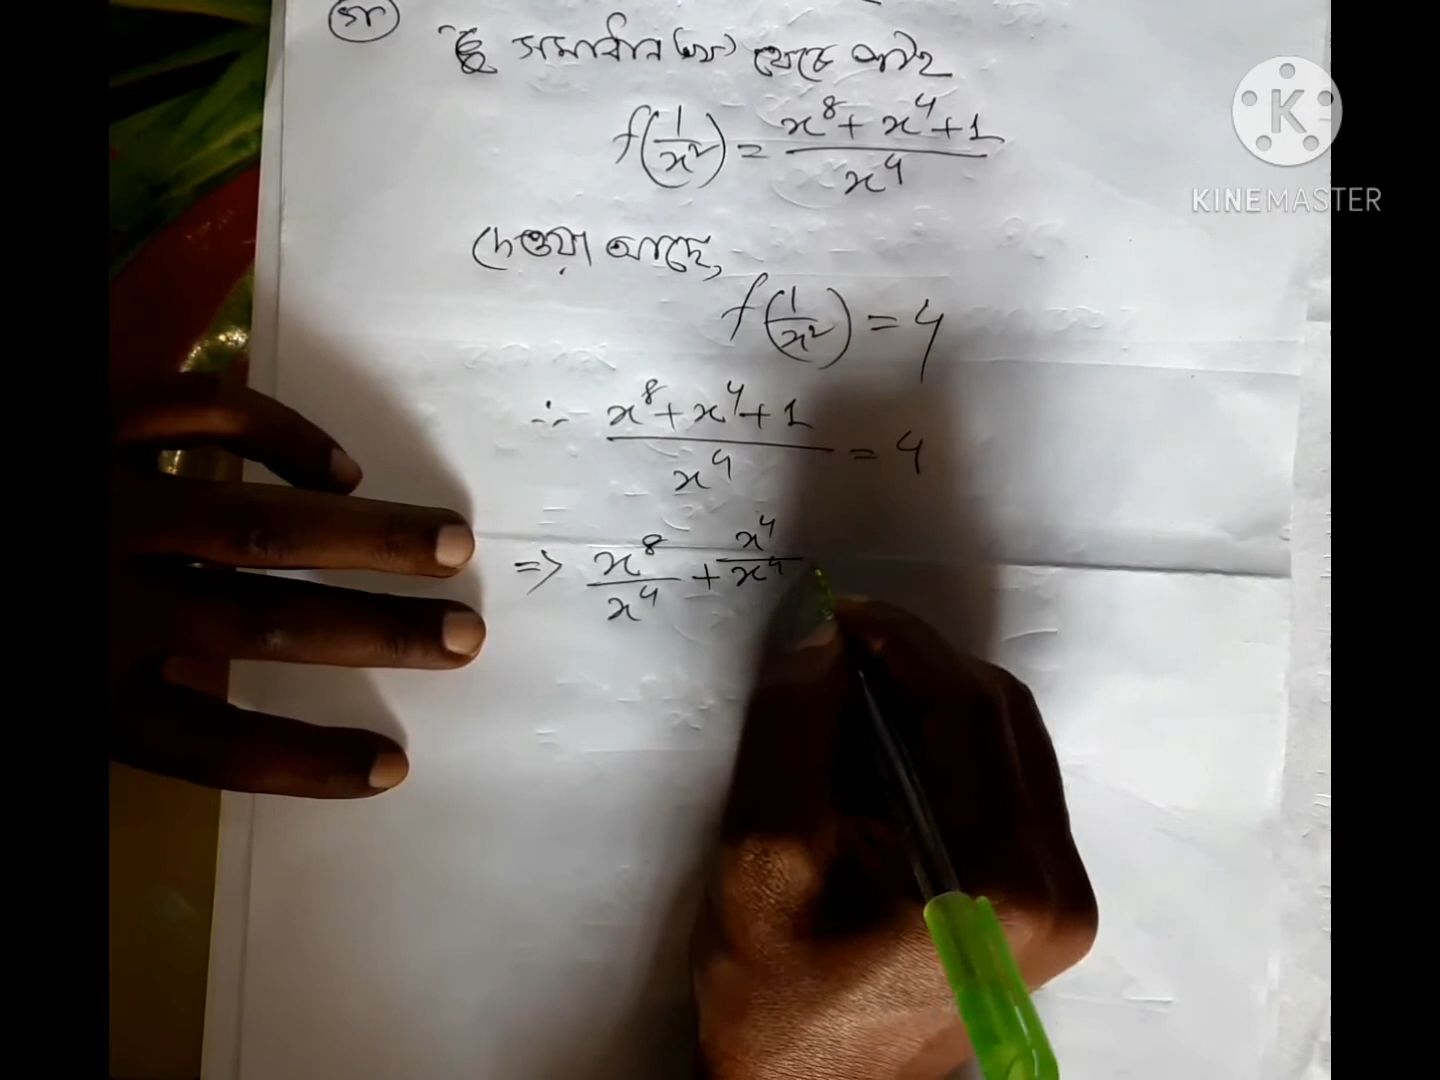 গ
'খ' সমাধান (খ) থেকে পাই
f(1/x²) = (x⁸ + x⁴ + 1)/x⁴
দেওয়া আছে,
f(1/x²) = 4
∴ (x⁸ + x⁴ + 1)/x⁴ = 4
⇒ x⁸/x⁴ + x⁴/x⁴
KINEMASTER